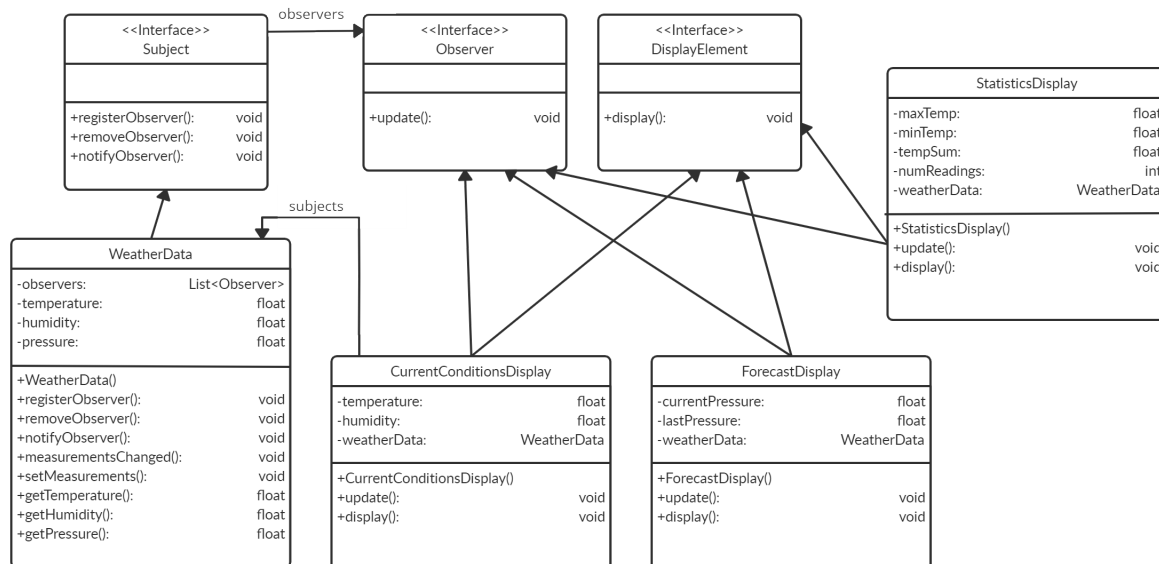 observers
<<Interface>>
Subject
+registerObserver(): void
+removeObserver(): void
+notifyObserver(): void
<<Interface>>
Observer
+update(): void
<<Interface>>
DisplayElement
+display(): void
StatisticsDisplay
-maxTemp: float
-minTemp: float
-tempSum: float
-numReadings: int
-weatherData: WeatherData
+StatisticsDisplay()
+update(): void
+display(): void
subjects
WeatherData
-observers: List<Observer>
-temperature: float
-humidity: float
-pressure: float
+WeatherData()
+registerObserver(): void
+removeObserver(): void
+notifyObserver(): void
+measurementsChanged(): void
+setMeasurements(): void
+getTemperature(): float
+getHumidity(): float
+getPressure(): float
CurrentConditionsDisplay
-temperature: float
-humidity: float
-weatherData: WeatherData
+CurrentConditionsDisplay()
+update(): void
+display(): void
ForecastDisplay
-currentPressure: float
-lastPressure: float
-weatherData: WeatherData
+ForecastDisplay()
+update(): void
+display(): void